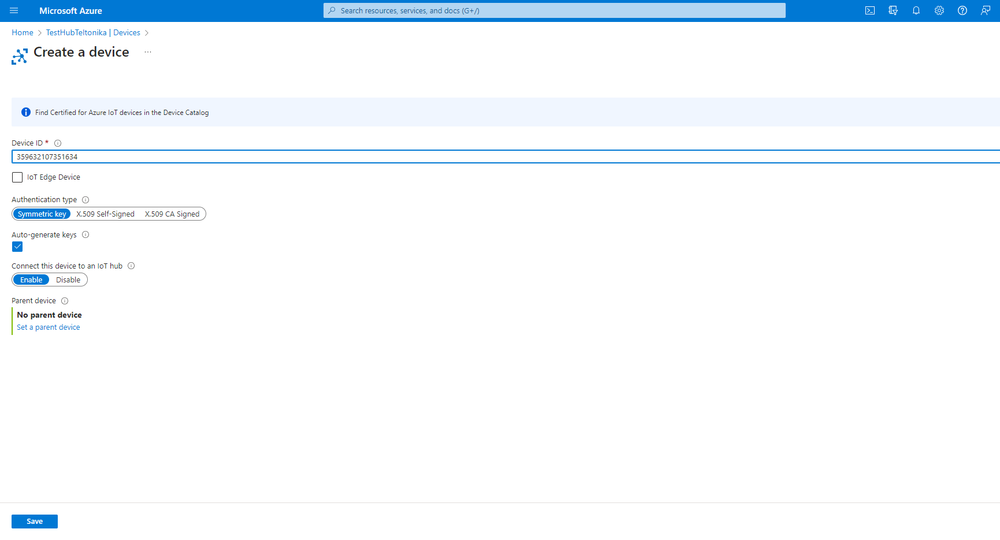 Microsoft Azure
Search resources, services, and docs (G+/)
Home > TestHubTeltonika | Devices >
Create a device ...
Find Certified for Azure IoT devices in the Device Catalog
Device ID *
359632107351634
IoT Edge Device
Authentication type
Symmetric key X.509 Self-Signed X.509 CA Signed
Auto-generate keys
Connect this device to an IoT hub
Enable Disable
Parent device
No parent device
Set a parent device
Save